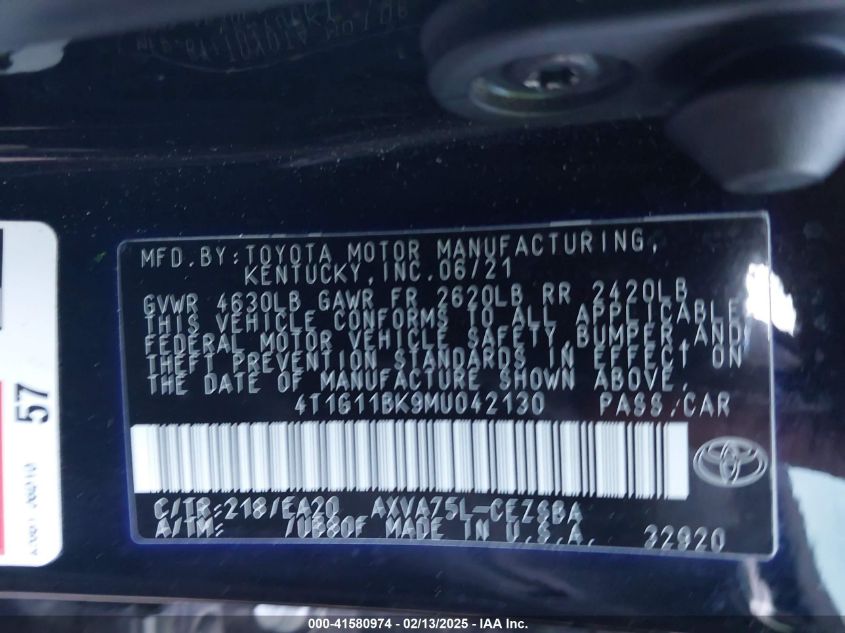 MFD. BY: TOYOTA MOTOR MANUFACTURING,
KENTUCKY, INC. 06/21
GVWR 4630LB GAWR FR 2620LB RR 2420LB
THIS VEHICLE CONFORMS TO ALL APPLICABLE
FEDERAL MOTOR VEHICLE SAFETY, BUMPER, AND
THEFT PREVENTION STANDARDS IN EFFECT ON
THE DATE OF MANUFACTURE SHOWN ABOVE.
4T1G11BK9MU042130 PASS. CAR
C/TR: 218/EA20 AXVA75L-CEZSBA
A/TM: /UB80F MADE IN U.S.A. 32920
57
000-41580974 - 02/13/2025 - IAA Inc.